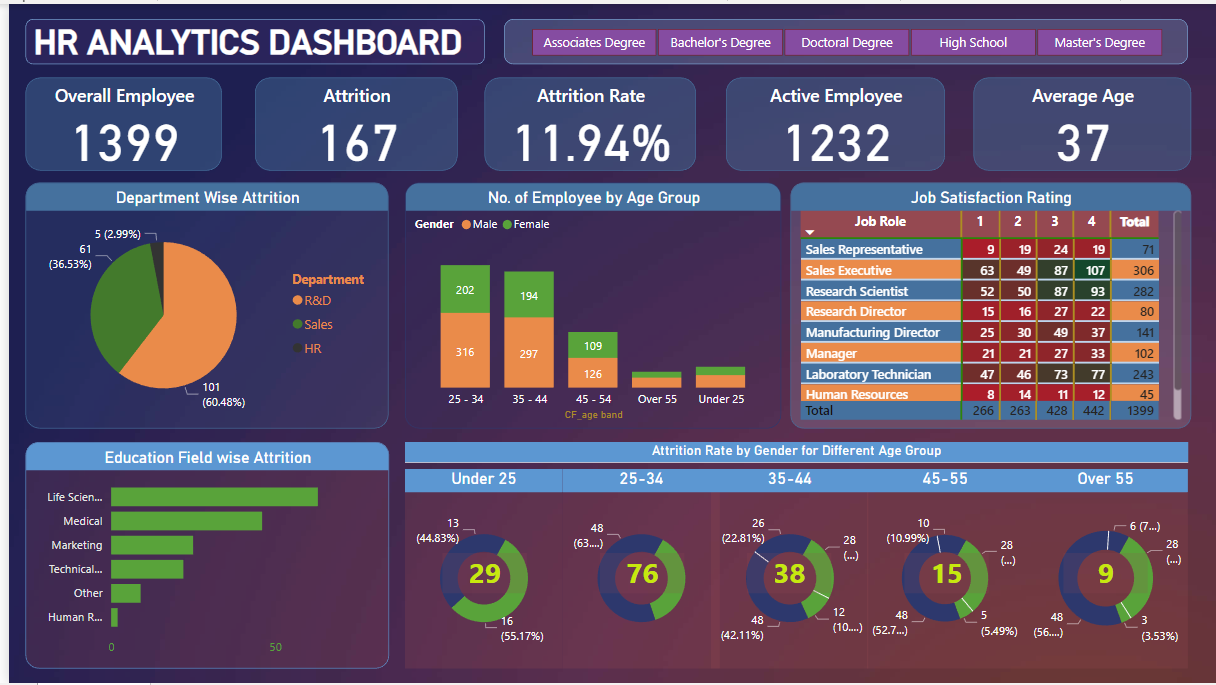 HR ANALYTICS DASHBOARD
Associates Degree Bachelor's Degree Doctoral Degree High School Master's Degree
Overall Employee
1399
Attrition
167
Attrition Rate
11.94%
Active Employee
1232
Average Age
37
Department Wise Attrition
5 (2.99%)
61
(36.53%)
101
(60.48%)
Department
R&D
Sales
HR
No. of Employee by Age Group
Gender Male Female
202
316
194
297
109
126
25 - 34 35 - 44 45 - 54 Over 55 Under 25
CF_age band
Job Satisfaction Rating
Job Role 1 2 3 4 Total
Sales Representative 9 19 24 19 71
Sales Executive 63 49 87 107 306
Research Scientist 52 50 87 93 282
Research Director 15 16 27 22 80
Manufacturing Director 25 30 49 37 141
Manager 21 21 27 33 102
Laboratory Technician 47 46 73 77 243
Human Resources 8 14 11 12 45
Total 266 263 428 442 1399
Education Field wise Attrition
Life Scien...
Medical
Marketing
Technical...
Other
Human R...
0 50
Attrition Rate by Gender for Different Age Group
Under 25 25-34 35-44 45-55 Over 55
13
(44.83%)
29
16
(55.17%)
48
(63....)
76
26
(22.81%)
28
(...)
38
48
(42.11%)
12
(10....)
10
(10.99%)
28
(...)
15
48
(52.7...)
5
(5.49%)
6 (7...)
28
(...)
9
48
(56....)
3
(3.53%)